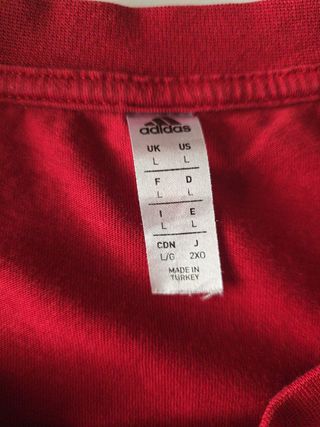 adidas
UK US
L L
F D
L L
I E
L L
CDN J
L/G 2XO
MADE IN
TURKEY